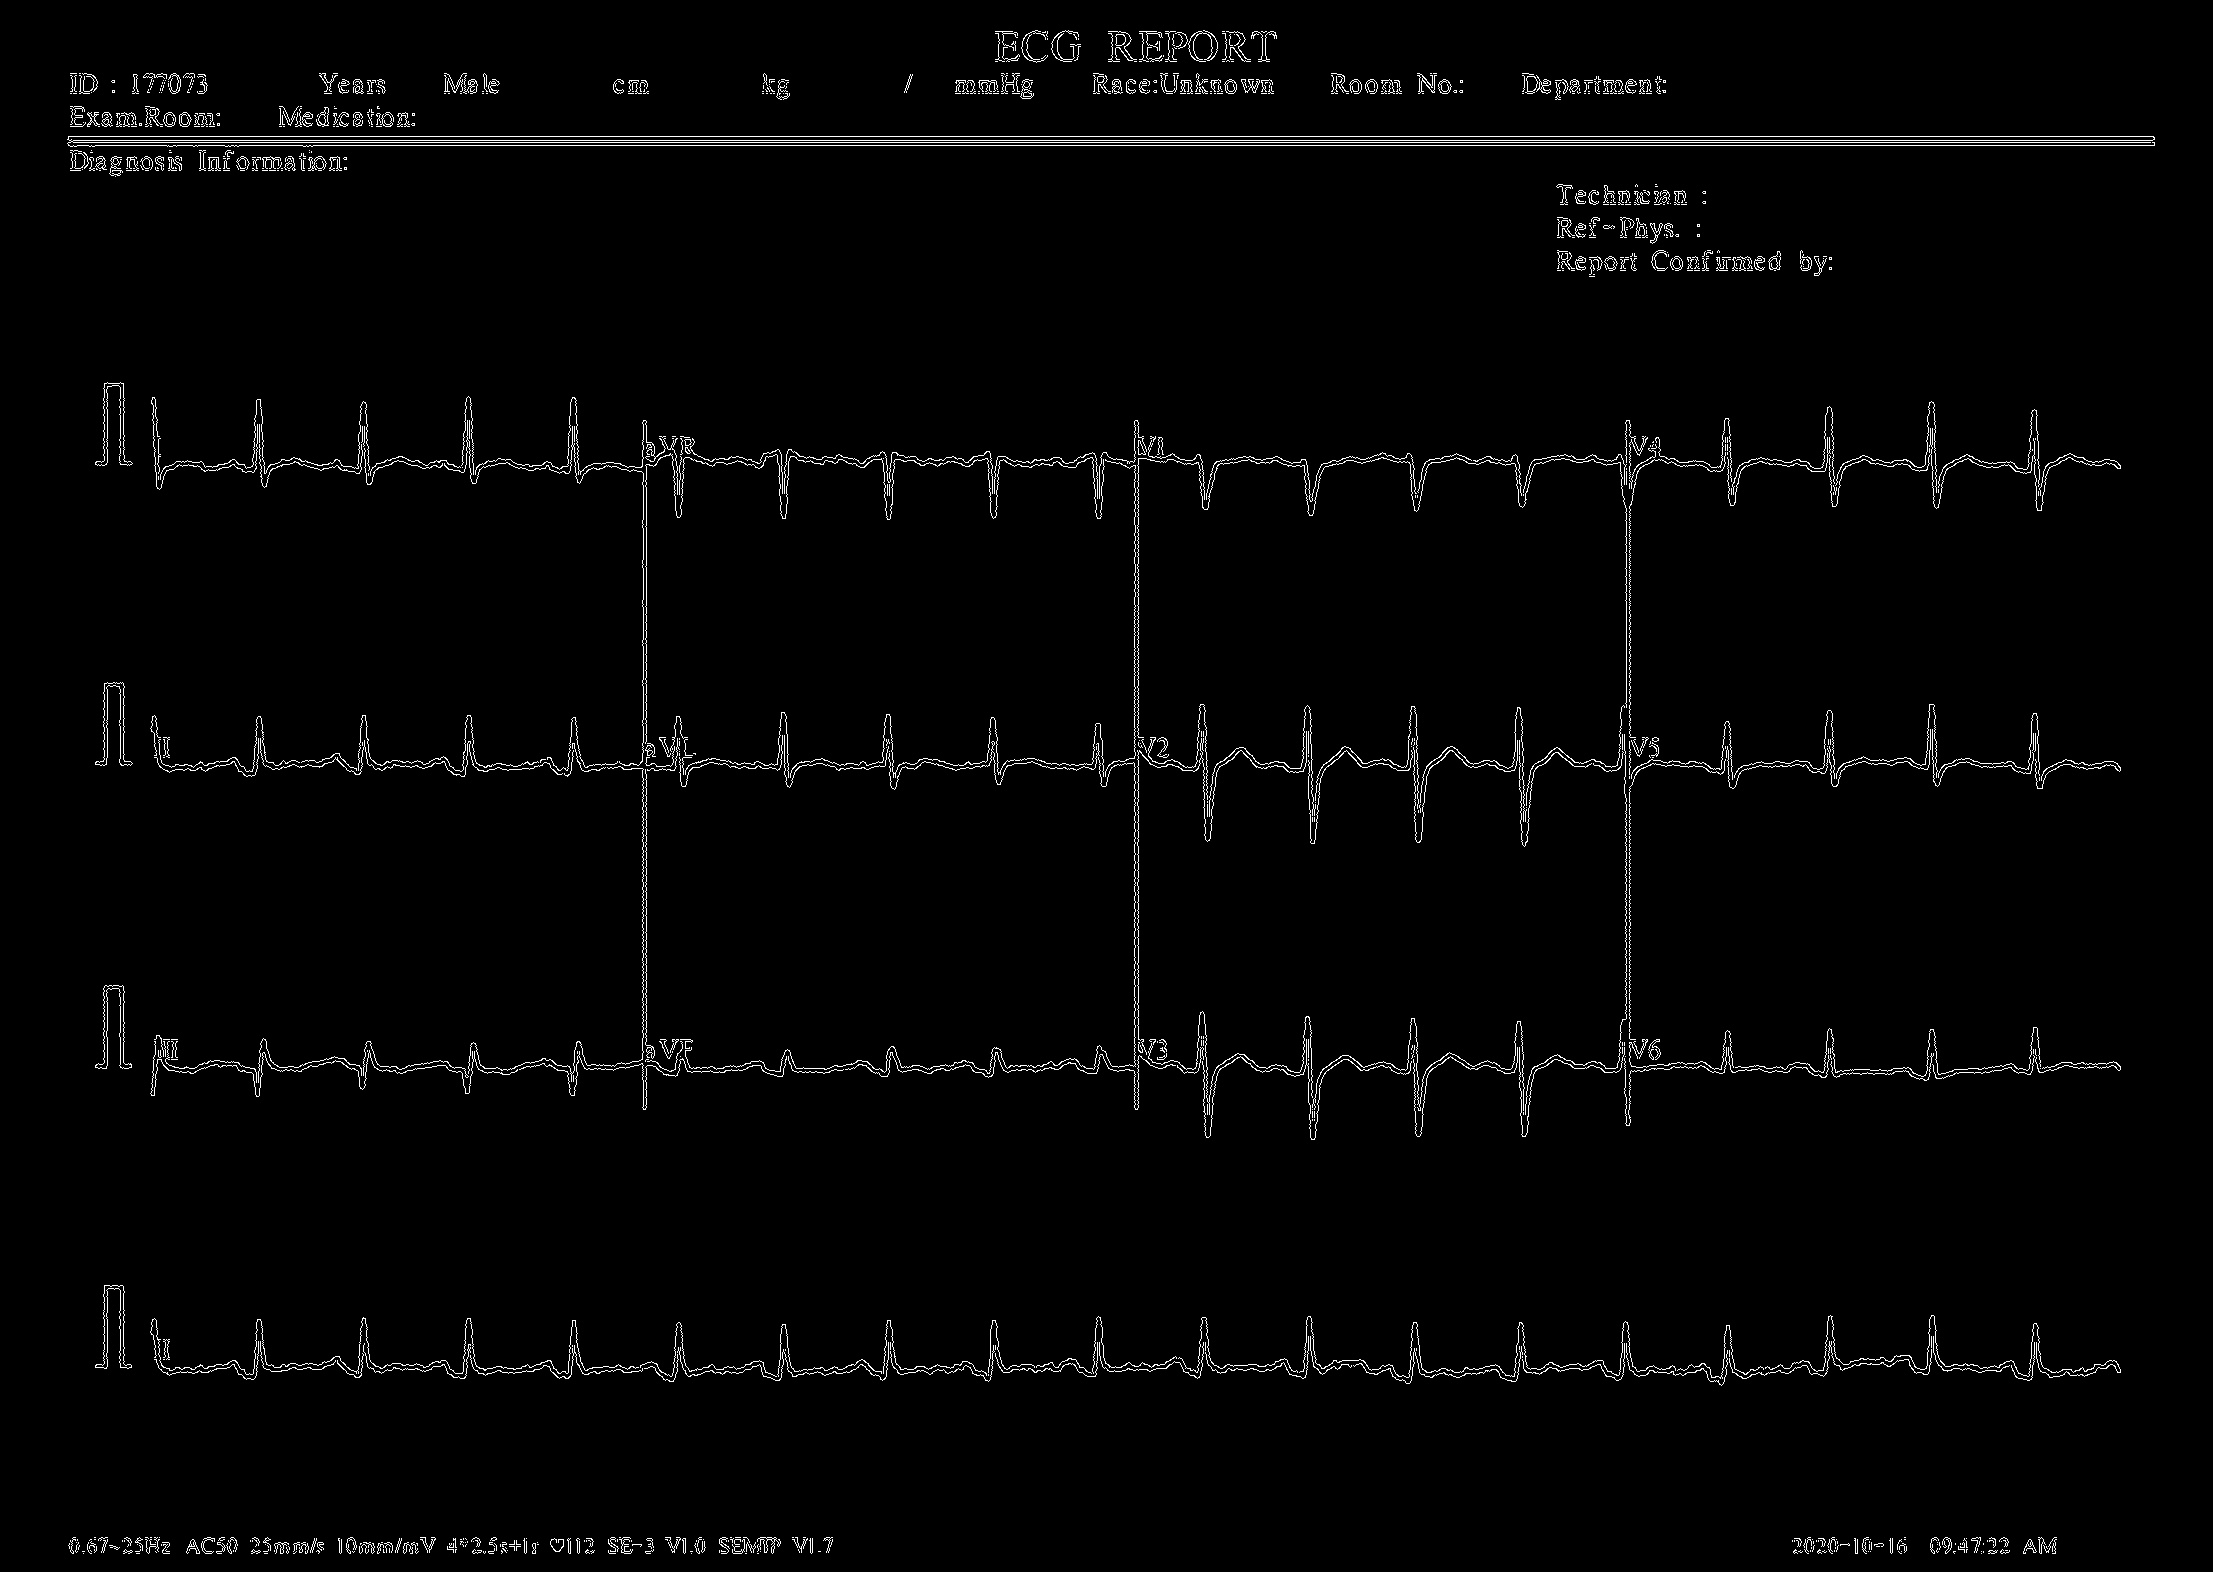 ECG REPORT
ID : 177073 Years Male cm kg / mmHg Race:Unknown Room No.: Department:
Exam.Room: Medication:
Diagnosis Information:
Technician :
Ref-Phys. :
Report Confirmed by:
I aVR V1 V4
II aVL V2 V5
III aVF V3 V6
II
0.67~25Hz AC50 25mm/s 10mm/mV 4*2.5s+1r ♡112 SE-3 V1.0 SEMIP V1.7 2020-10-16 09:47:22 AM